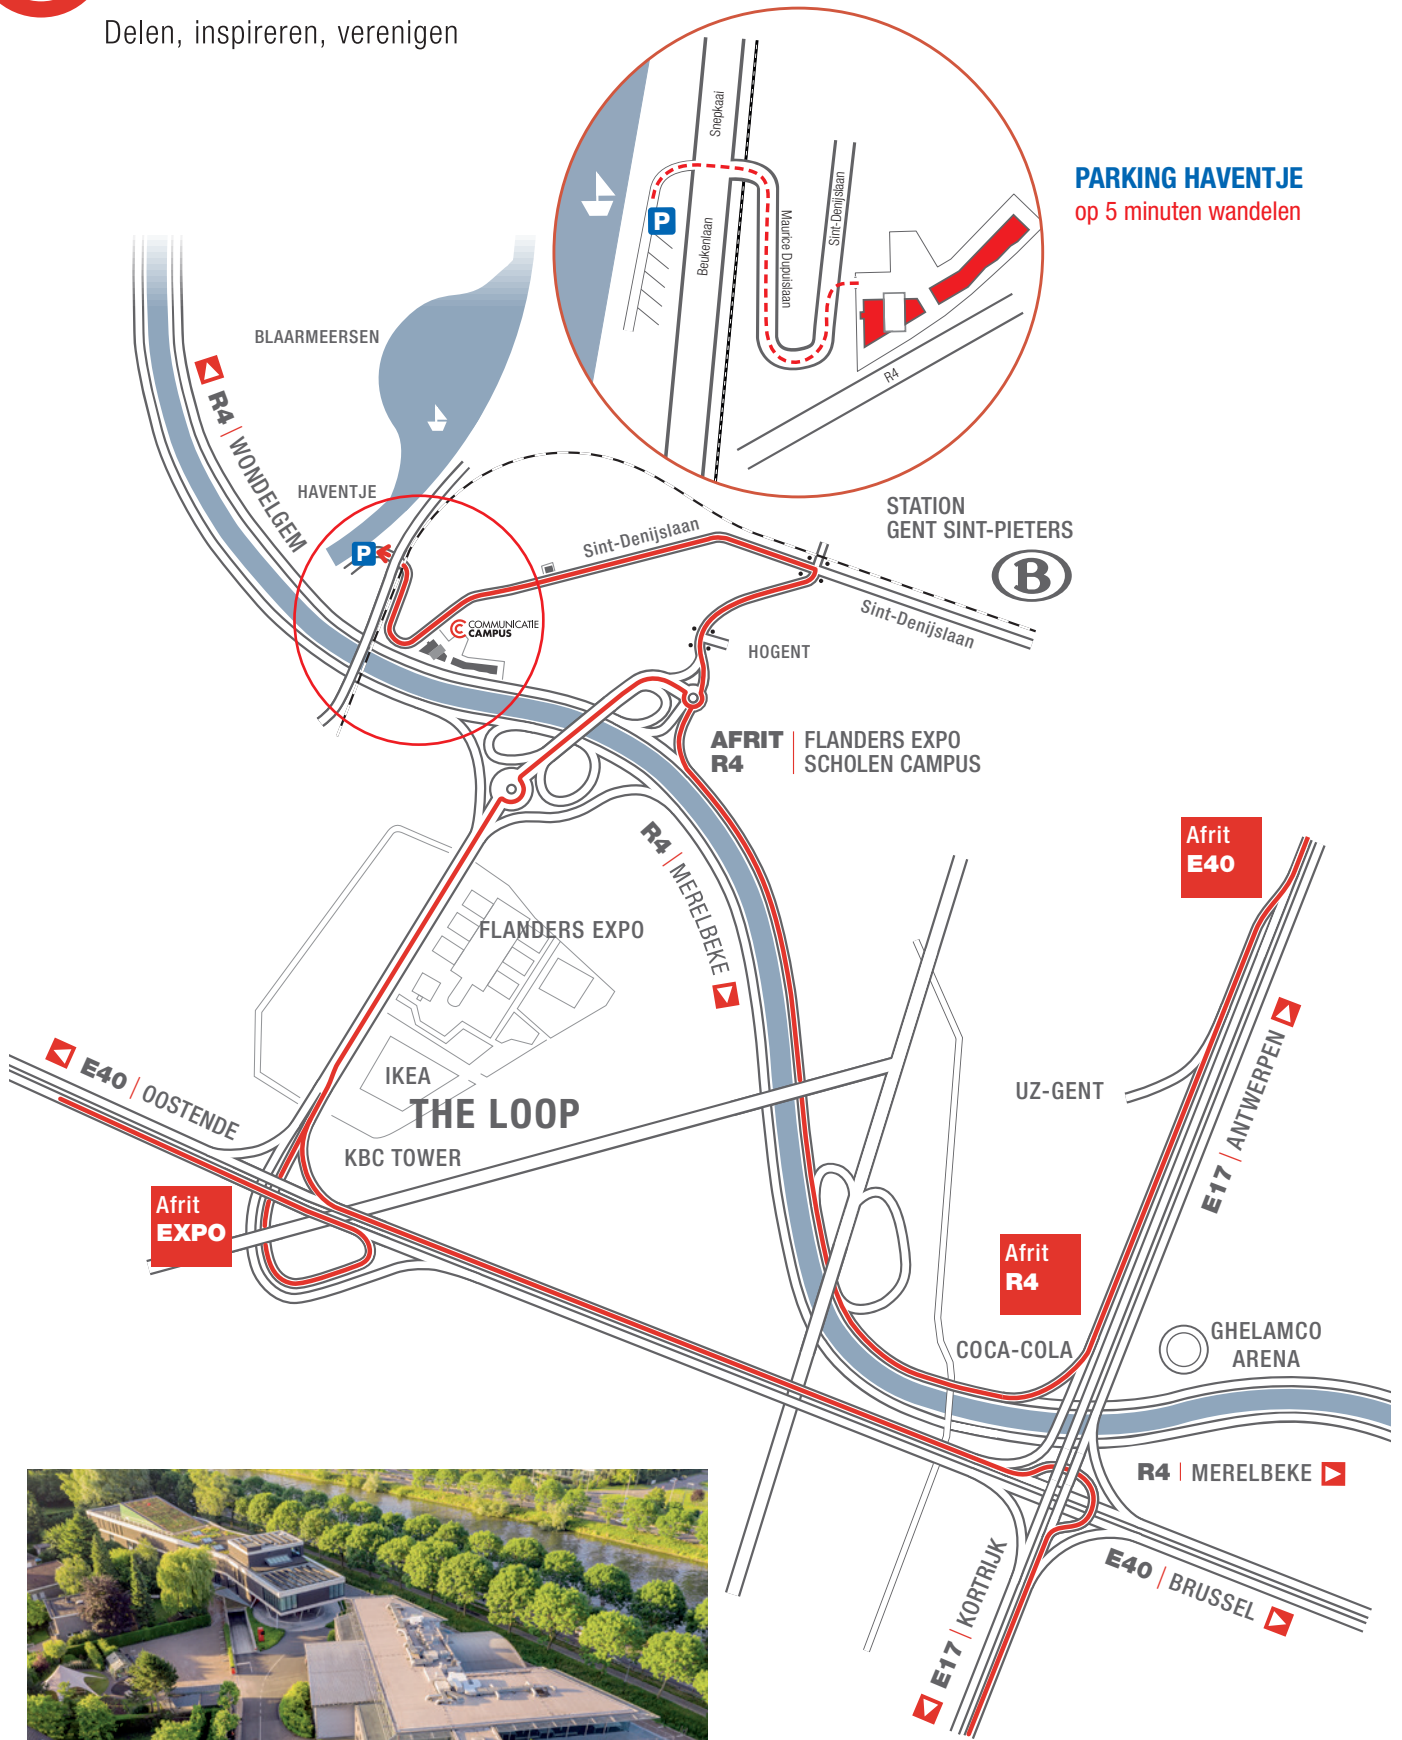 Delen, inspireren, verenigen
Snepkaai
Beukenlaan
Maurice Dupuislaan
Sint-Denijslaan
R4
P
PARKING HAVENTJE
op 5 minuten wandelen
BLAARMEERSEN
R4 | WONDELGEM
HAVENTJE
P
Sint-Denijslaan
STATION
GENT SINT-PIETERS
B
Sint-Denijslaan
COMMUNICATIE
CAMPUS
HOGENT
AFRIT | FLANDERS EXPO
R4 | SCHOLEN CAMPUS
R4 | MERELBEKE
Afrit
E40
FLANDERS EXPO
E40 | OOSTENDE
IKEA
THE LOOP
KBC TOWER
UZ-GENT
E17 | ANTWERPEN
Afrit
EXPO
Afrit
R4
COCA-COLA
GHELAMCO
ARENA
R4 | MERELBEKE
E40 | BRUSSEL
E17 | KORTRIJK